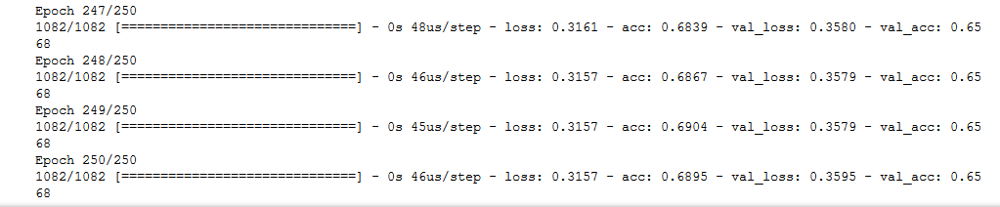 Epoch 247/250
1082/1082 [==============================] - 0s 48us/step - loss: 0.3161 - acc: 0.6839 - val_loss: 0.3580 - val_acc: 0.65
68
Epoch 248/250
1082/1082 [==============================] - 0s 46us/step - loss: 0.3157 - acc: 0.6867 - val_loss: 0.3579 - val_acc: 0.65
68
Epoch 249/250
1082/1082 [==============================] - 0s 45us/step - loss: 0.3157 - acc: 0.6904 - val_loss: 0.3579 - val_acc: 0.65
68
Epoch 250/250
1082/1082 [==============================] - 0s 46us/step - loss: 0.3157 - acc: 0.6895 - val_loss: 0.3595 - val_acc: 0.65
68